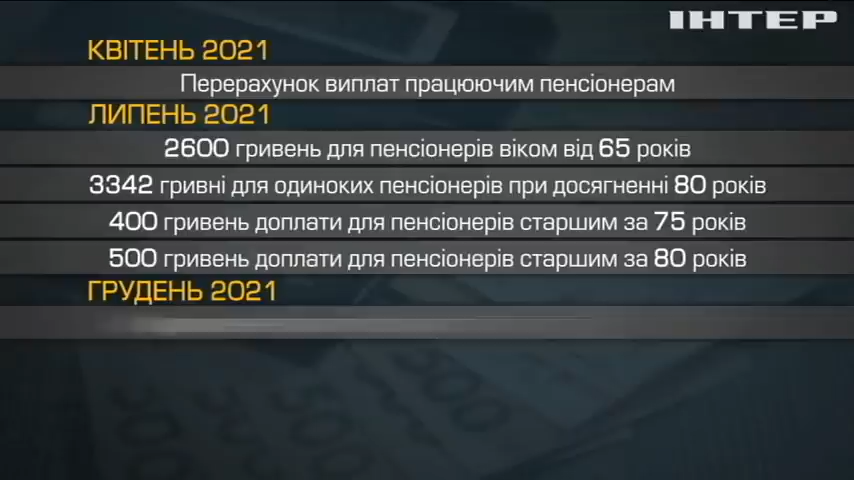 ІНТЕР
КВІТЕНЬ 2021
Перерахунок виплат працюючим пенсіонерам
ЛИПЕНЬ 2021
2600 гривень для пенсіонерів віком від 65 років
3342 гривні для одиноких пенсіонерів при досягненні 80 років
400 гривень доплати для пенсіонерів старшим за 75 років
500 гривень доплати для пенсіонерів старшим за 80 років
ГРУДЕНЬ 2021
500